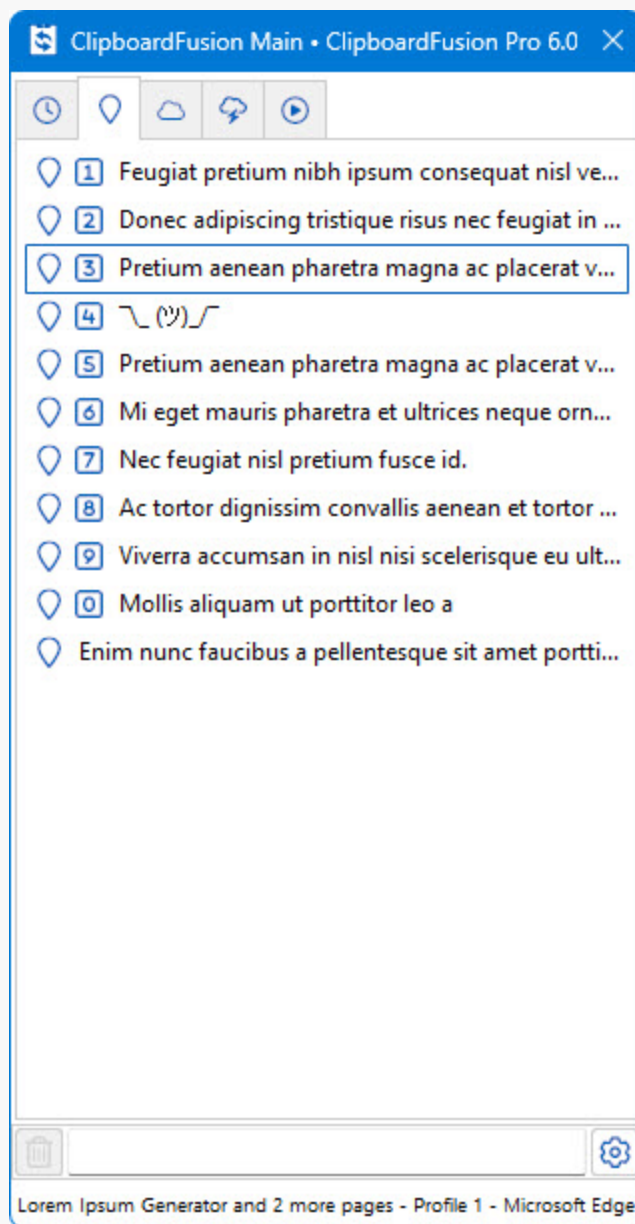 ClipboardFusion Main • ClipboardFusion Pro 6.0
1 Feugiat pretium nibh ipsum consequat nisl ve...
2 Donec adipiscing tristique risus nec feugiat in ...
3 Pretium aenean pharetra magna ac placerat v...
4 ¯\_(ツ)_/¯
5 Pretium aenean pharetra magna ac placerat v...
6 Mi eget mauris pharetra et ultrices neque orn...
7 Nec feugiat nisl pretium fusce id.
8 Ac tortor dignissim convallis aenean et tortor ...
9 Viverra accumsan in nisl nisi scelerisque eu ult...
0 Mollis aliquam ut porttitor leo a
Enim nunc faucibus a pellentesque sit amet portti...
Lorem Ipsum Generator and 2 more pages - Profile 1 - Microsoft Edge